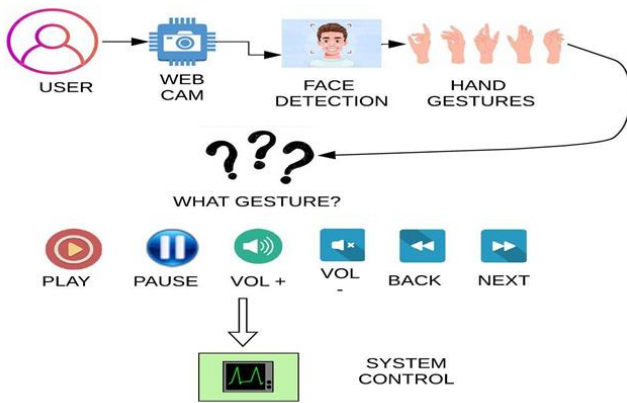 USER
WEB
CAM
FACE
DETECTION
HAND
GESTURES
???
WHAT GESTURE?
PLAY
PAUSE
VOL +
VOL
-
BACK
NEXT
SYSTEM
CONTROL